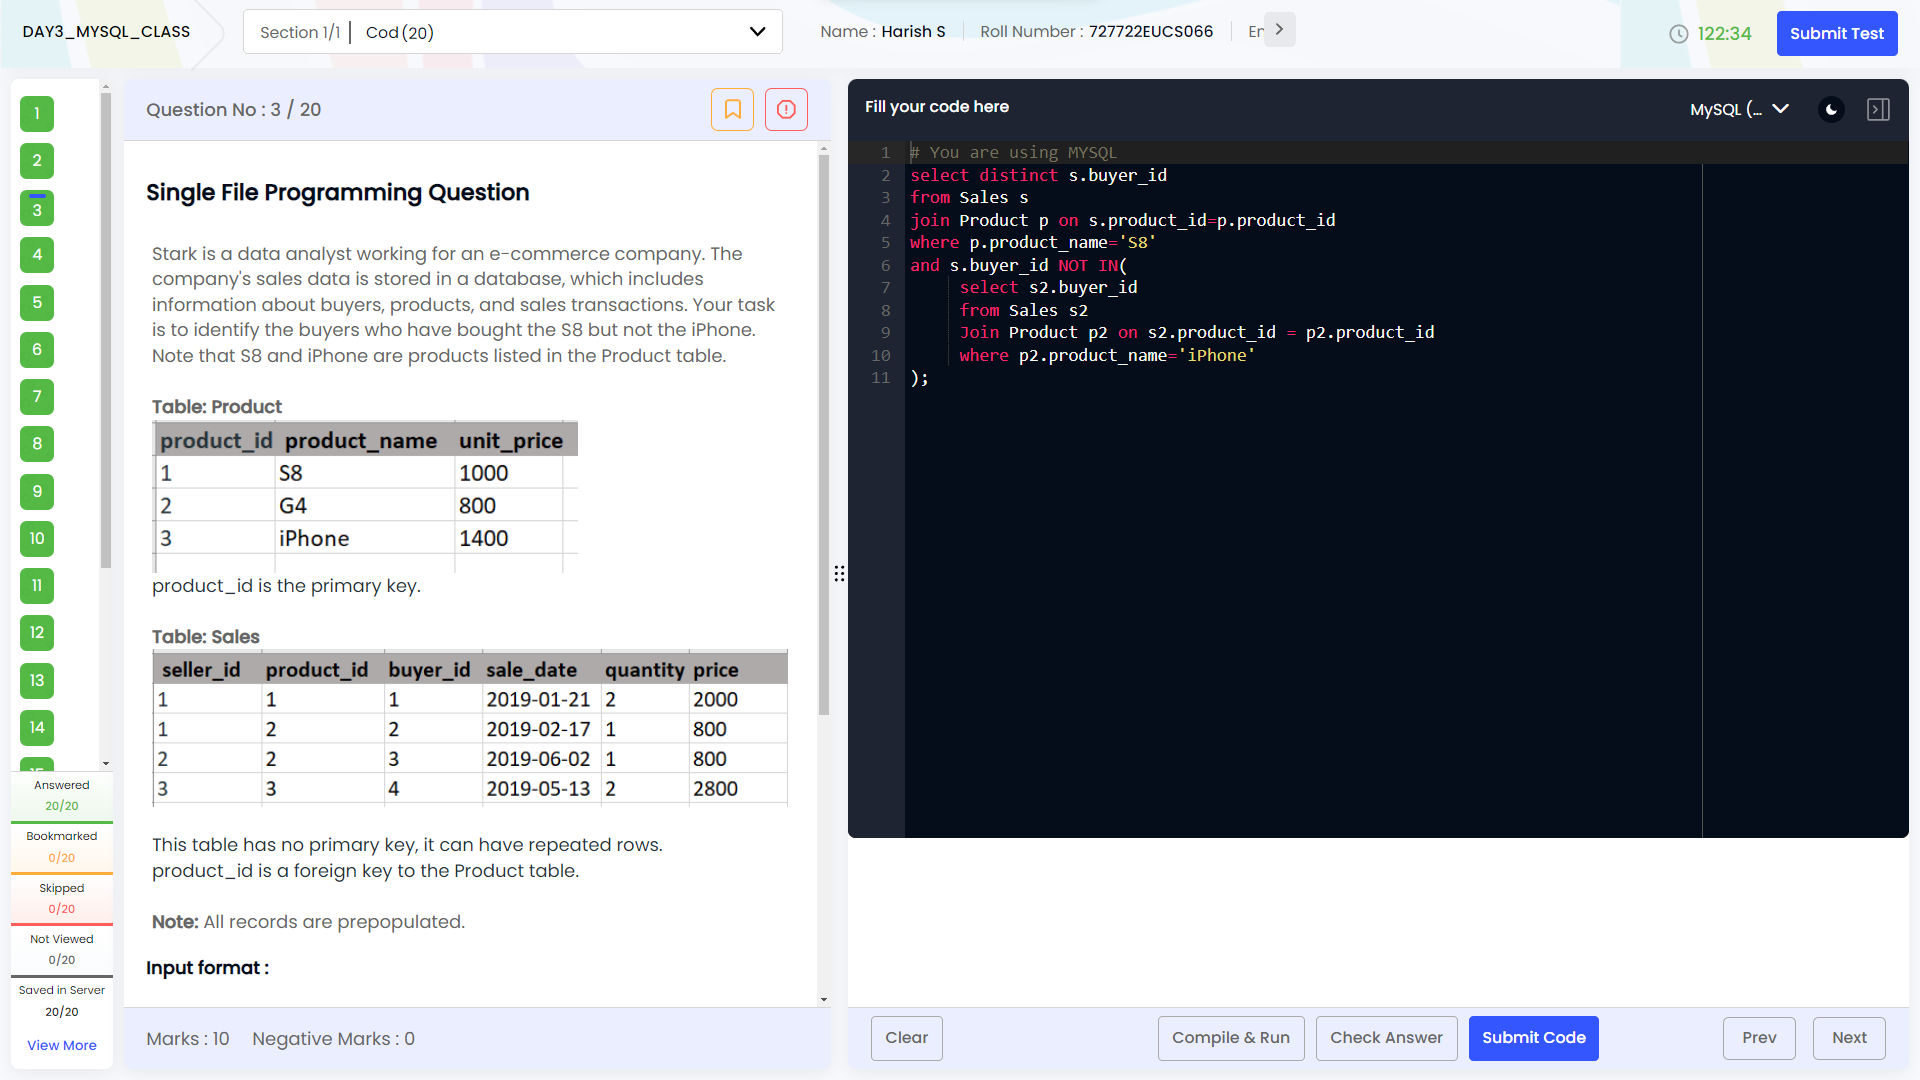 DAY3_MYSQL_CLASS
Section 1/1 | Cod (20)
Name : Harish S
Roll Number : 727722EUCS066
122:34
Submit Test
1
2
3
4
5
6
7
8
9
10
11
12
13
14
Answered
20/20
Bookmarked
0/20
Skipped
0/20
Not Viewed
0/20
Saved in Server
20/20
View More
Question No : 3 / 20
Single File Programming Question
Stark is a data analyst working for an e-commerce company. The
company's sales data is stored in a database, which includes
information about buyers, products, and sales transactions. Your task
is to identify the buyers who have bought the S8 but not the iPhone.
Note that S8 and iPhone are products listed in the Product table.
Table: Product
product_id product_name unit_price
1 S8 1000
2 G4 800
3 iPhone 1400
product_id is the primary key.
Table: Sales
seller_id product_id buyer_id sale_date quantity price
1 1 1 2019-01-21 2 2000
1 2 2 2019-02-17 1 800
2 2 3 2019-06-02 1 800
3 3 4 2019-05-13 2 2800
This table has no primary key, it can have repeated rows.
product_id is a foreign key to the Product table.
Note: All records are prepopulated.
Input format :
Marks : 10 Negative Marks : 0
Fill your code here
MySQL (...
1 # You are using MYSQL
2 select distinct s.buyer_id
3 from Sales s
4 join Product p on s.product_id=p.product_id
5 where p.product_name='S8'
6 and s.buyer_id NOT IN(
7 select s2.buyer_id
8 from Sales s2
9 Join Product p2 on s2.product_id = p2.product_id
10 where p2.product_name='iPhone'
11 );
Clear
Compile & Run
Check Answer
Submit Code
Prev
Next